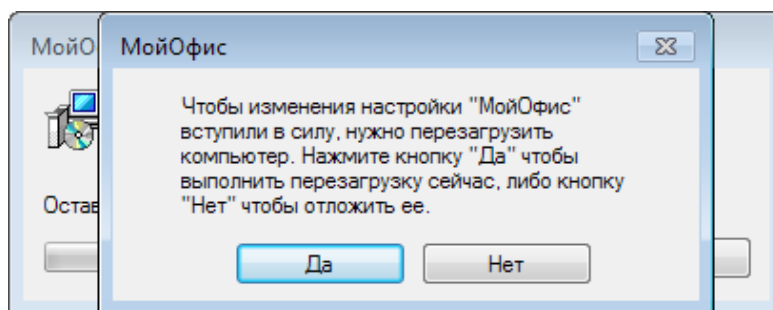 МойО
МойОфис
Чтобы изменения настройки "МойОфис"
вступили в силу, нужно перезагрузить
компьютер. Нажмите кнопку "Да" чтобы
выполнить перезагрузку сейчас, либо кнопку
"Нет" чтобы отложить ее.
Остав
Да
Нет